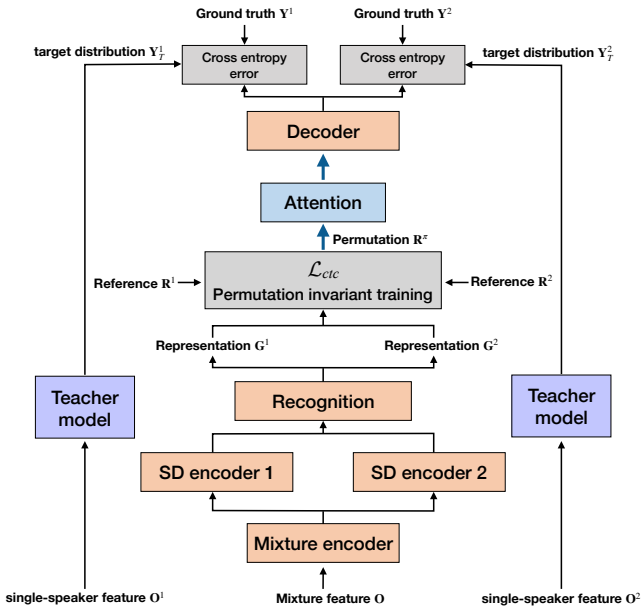 Ground truth Y¹
Ground truth Y²
target distribution Y_T¹
target distribution Y_T²
Cross entropy
error
Cross entropy
error
Decoder
Attention
Permutation R^π
ℒ_ctc
Permutation invariant training
Reference R¹
Reference R²
Representation G¹
Representation G²
Teacher
model
Recognition
Teacher
model
SD encoder 1
SD encoder 2
Mixture encoder
single-speaker feature O¹
Mixture feature O
single-speaker feature O²